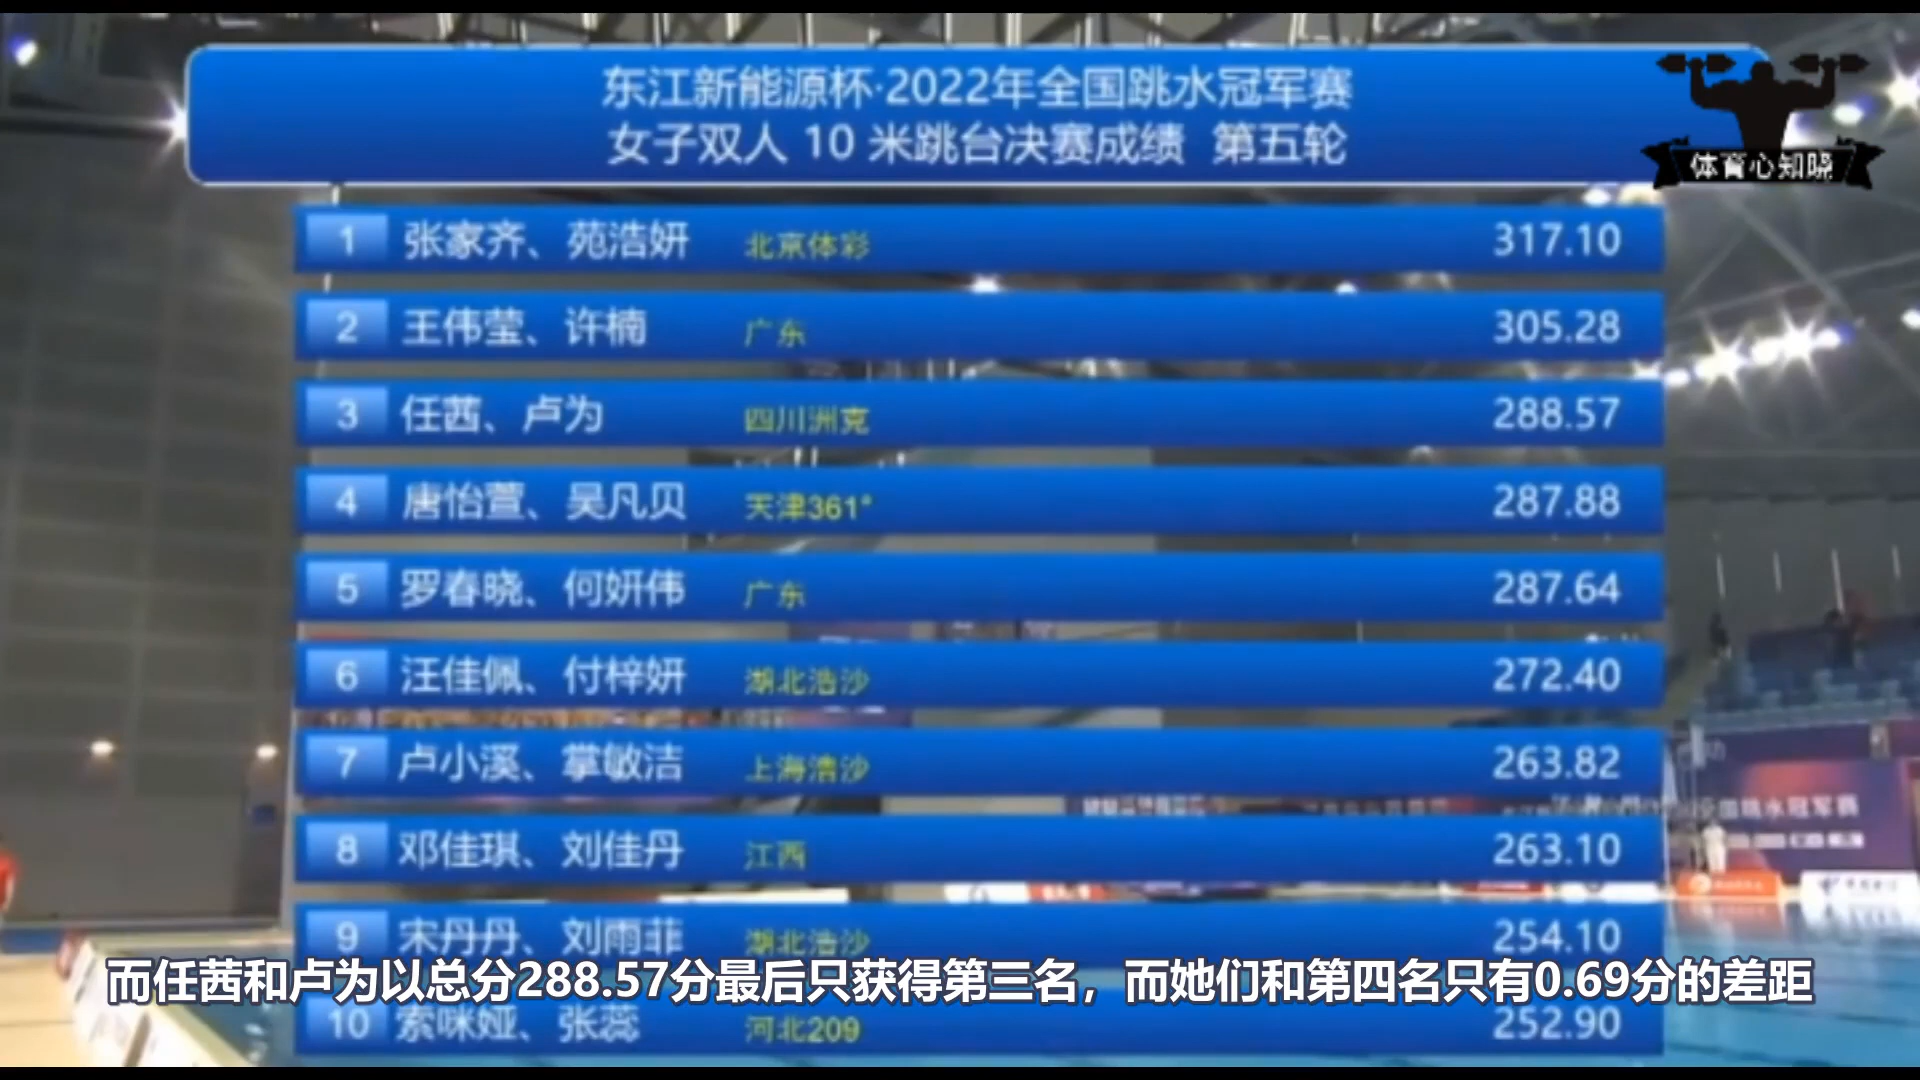 东江新能源杯·2022年全国跳水冠军赛
女子双人 10 米跳台决赛成绩 第五轮
体育心知晓
1 张家齐、苑浩妍 北京体彩 317.10
2 王伟莹、许楠 广东 305.28
3 任茜、卢为 四川洲克 288.57
4 唐怡萱、吴凡贝 天津361° 287.88
5 罗春晓、何妍伟 广东 287.64
6 汪佳佩、付梓妍 湖北浩沙 272.40
7 卢小溪、掌敏洁 上海浩沙 263.82
8 邓佳琪、刘佳丹 江西 263.10
国跳水冠军赛
9 宋丹丹、刘雨菲 湖北浩沙 254.10
而任茜和卢为以总分288.57分最后只获得第三名，而她们和第四名只有0.69分的差距
10 索咪娅、张蕊 河北209 252.90